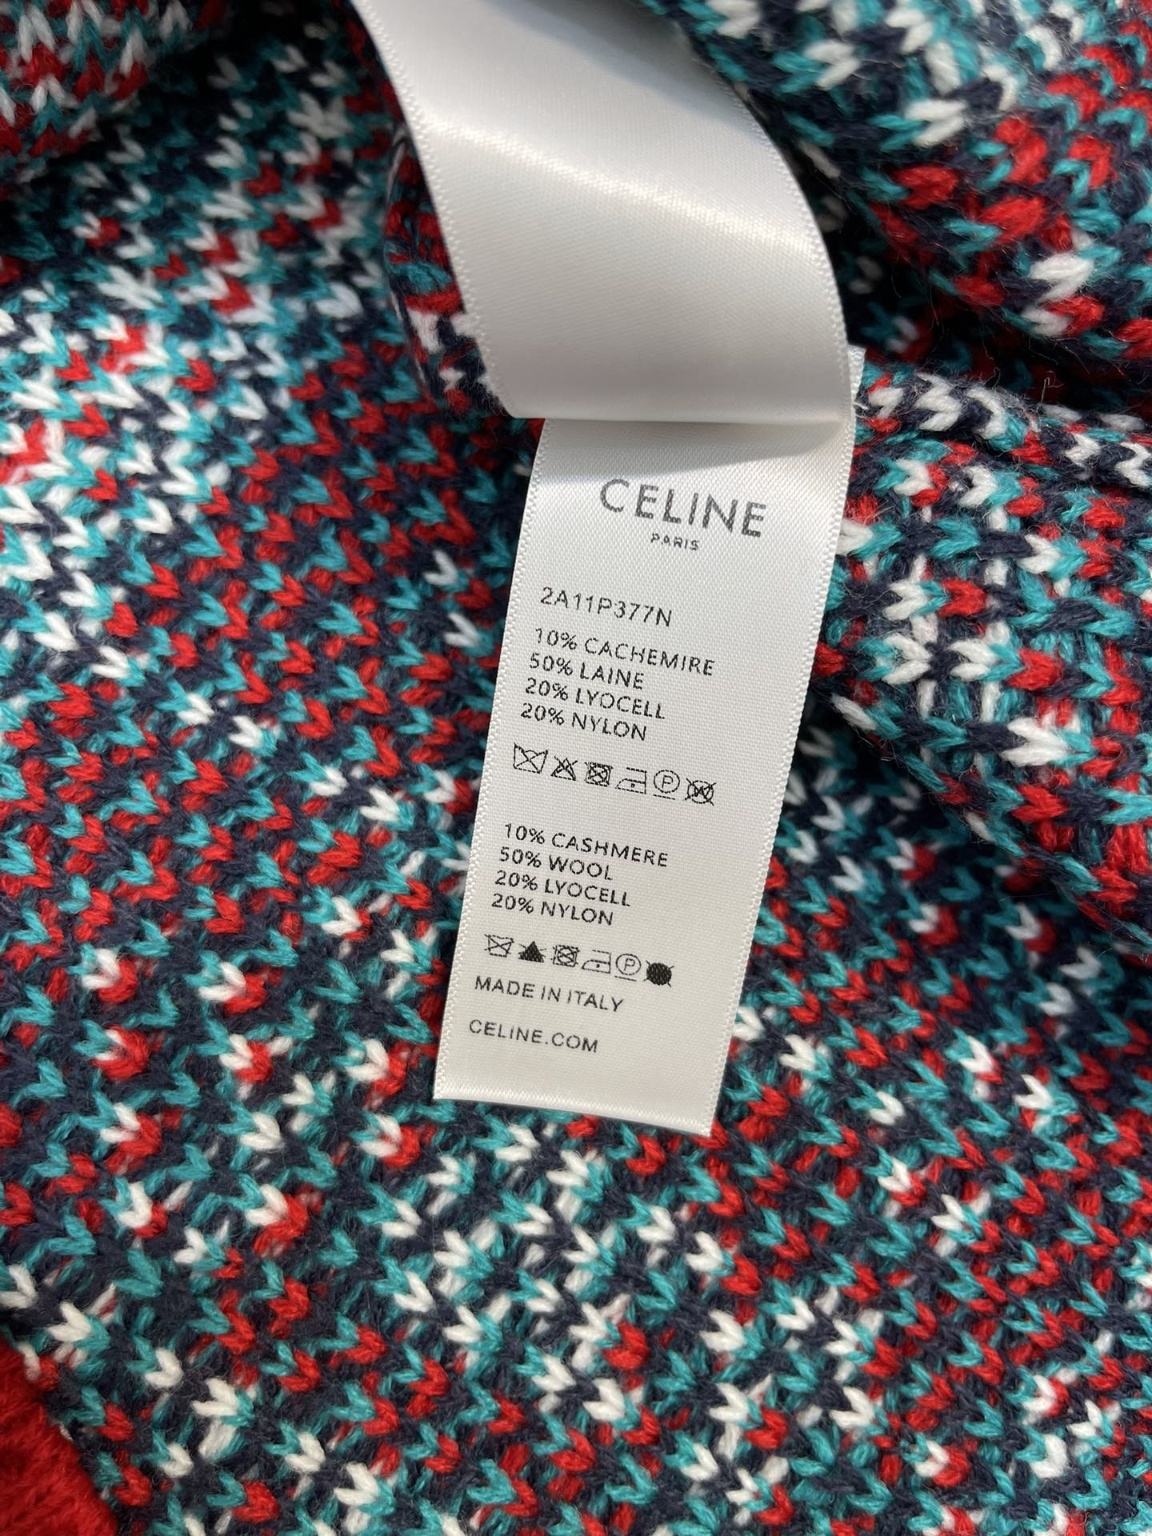 CELINE
PARIS
2A11P377N
10% CACHEMIRE
50% LAINE
20% LYOCELL
20% NYLON
P W
10% CASHMERE
50% WOOL
20% LYOCELL
20% NYLON
P
MADE IN ITALY
CELINE.COM